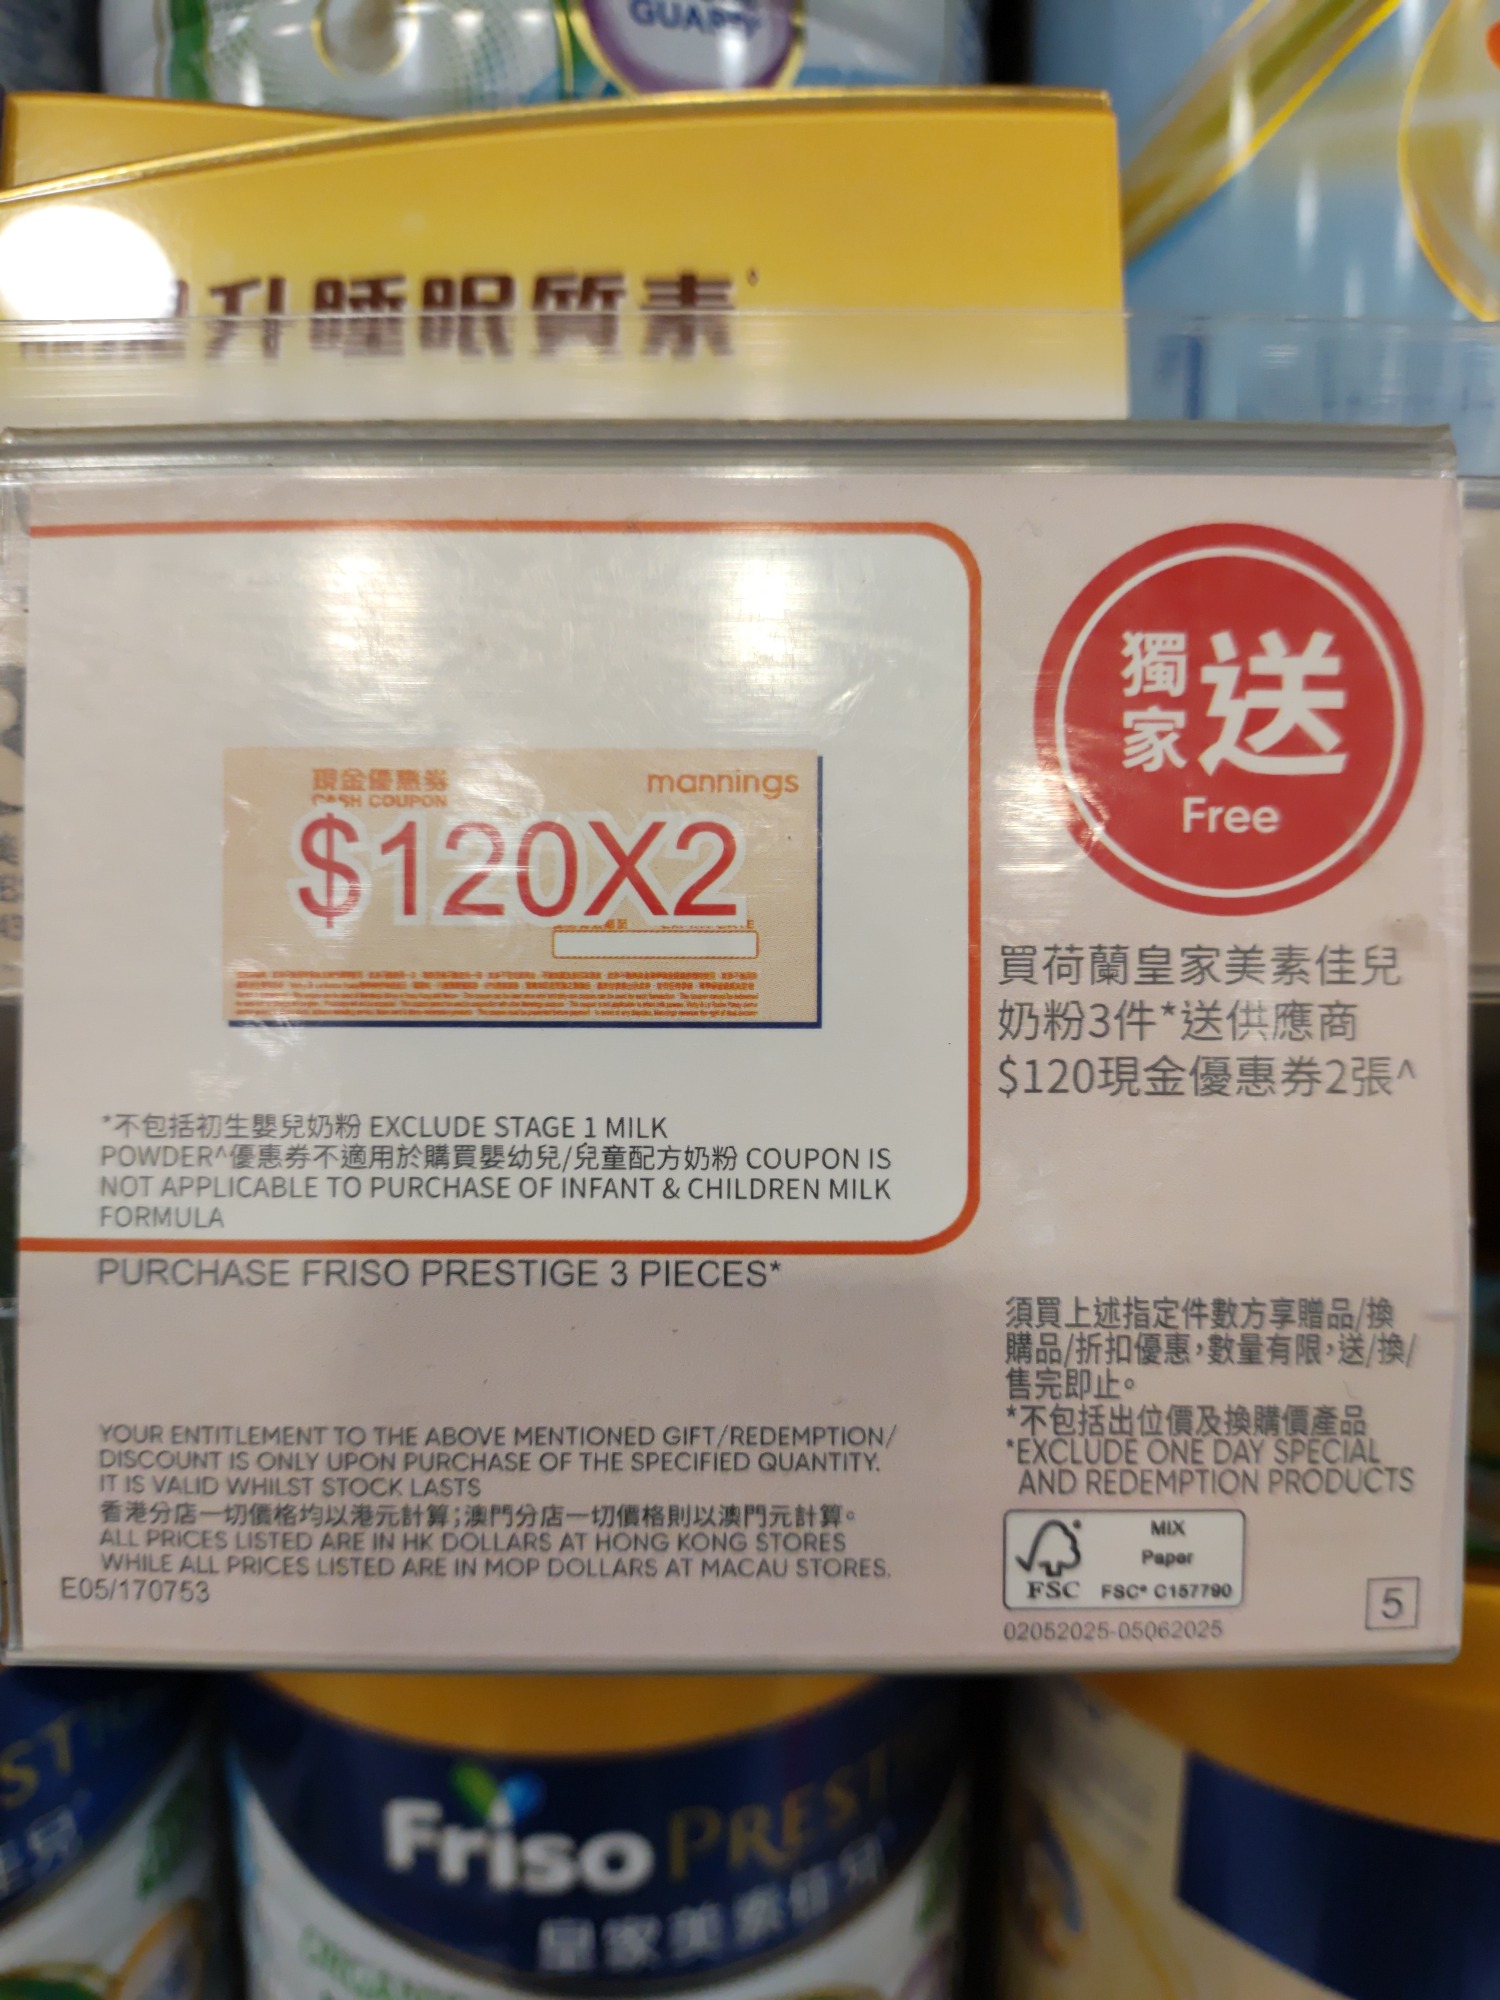 GUARD
升睡眠質素
現金優惠券
CASH COUPON
mannings
$120X2
獨家
送
Free
買荷蘭皇家美素佳兒
奶粉3件*送供應商
$120現金優惠券2張^
*不包括初生嬰兒奶粉 EXCLUDE STAGE 1 MILK
POWDER^優惠券不適用於購買嬰幼兒/兒童配方奶粉 COUPON IS
NOT APPLICABLE TO PURCHASE OF INFANT & CHILDREN MILK
FORMULA
PURCHASE FRISO PRESTIGE 3 PIECES*
須買上述指定件數方享贈品/換
購品/折扣優惠,數量有限,送/換/
售完即止。
*不包括出位價及換購價產品
*EXCLUDE ONE DAY SPECIAL
AND REDEMPTION PRODUCTS
YOUR ENTITLEMENT TO THE ABOVE MENTIONED GIFT/REDEMPTION/
DISCOUNT IS ONLY UPON PURCHASE OF THE SPECIFIED QUANTITY.
IT IS VALID WHILST STOCK LASTS
香港分店一切價格均以港元計算;澳門分店一切價格則以澳門元計算。
ALL PRICES LISTED ARE IN HK DOLLARS AT HONG KONG STORES
WHILE ALL PRICES LISTED ARE IN MOP DOLLARS AT MACAU STORES.
E05/170753
FSC
MIX
Paper
FSC® C157790
5
02052025-05062025
Friso PREST
皇家美素佳兒